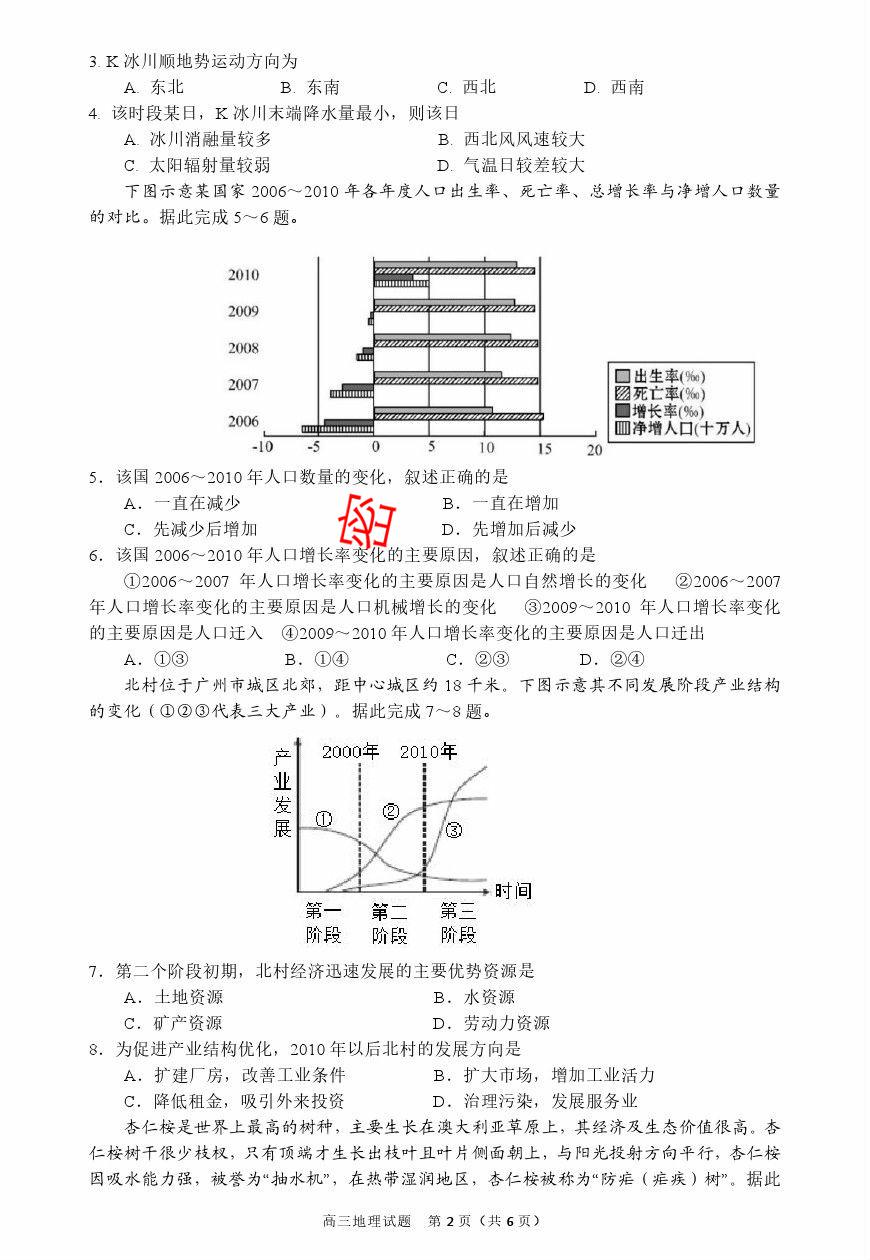 3. K 冰川顺地势运动方向为
A. 东北 B. 东南 C. 西北 D. 西南
4. 该时段某日，K 冰川末端降水量最小，则该日
A. 冰川消融量较多 B. 西北风风速较大
C. 太阳辐射量较弱 D. 气温日较差较大
下图示意某国家 2006～2010 年各年度人口出生率、死亡率、总增长率与净增人口数量
的对比。据此完成 5～6 题。
2010
2009
2008
2007
2006
-10 -5 0 5 10 15 20
出生率(‰)
死亡率(‰)
增长率(‰)
净增人口(十万人)
5．该国 2006～2010 年人口数量的变化，叙述正确的是
A．一直在减少 B．一直在增加
C．先减少后增加 D．先增加后减少
密
6．该国 2006～2010 年人口增长率变化的主要原因，叙述正确的是
①2006～2007 年人口增长率变化的主要原因是人口自然增长的变化 ②2006～2007
年人口增长率变化的主要原因是人口机械增长的变化 ③2009～2010 年人口增长率变化
的主要原因是人口迁入 ④2009～2010 年人口增长率变化的主要原因是人口迁出
A．①③ B．①④ C．②③ D．②④
北村位于广州市城区北郊，距中心城区约 18 千米。下图示意其不同发展阶段产业结构
的变化（①②③代表三大产业）。据此完成 7～8 题。
产业发展
2000年 2010年
① ② ③
时间
第一阶段 第二阶段 第三阶段
7．第二个阶段初期，北村经济迅速发展的主要优势资源是
A．土地资源 B．水资源
C．矿产资源 D．劳动力资源
8．为促进产业结构优化，2010 年以后北村的发展方向是
A．扩建厂房，改善工业条件 B．扩大市场，增加工业活力
C．降低租金，吸引外来投资 D．治理污染，发展服务业
杏仁桉是世界上最高的树种，主要生长在澳大利亚草原上，其经济及生态价值很高。杏
仁桉树干很少枝杈，只有顶端才生长出枝叶且叶片侧面朝上，与阳光投射方向平行，杏仁桉
因吸水能力强，被誉为“抽水机”，在热带湿润地区，杏仁桉被称为“防疟（疟疾）树”。据此
高三地理试题 第 2 页（共 6 页）